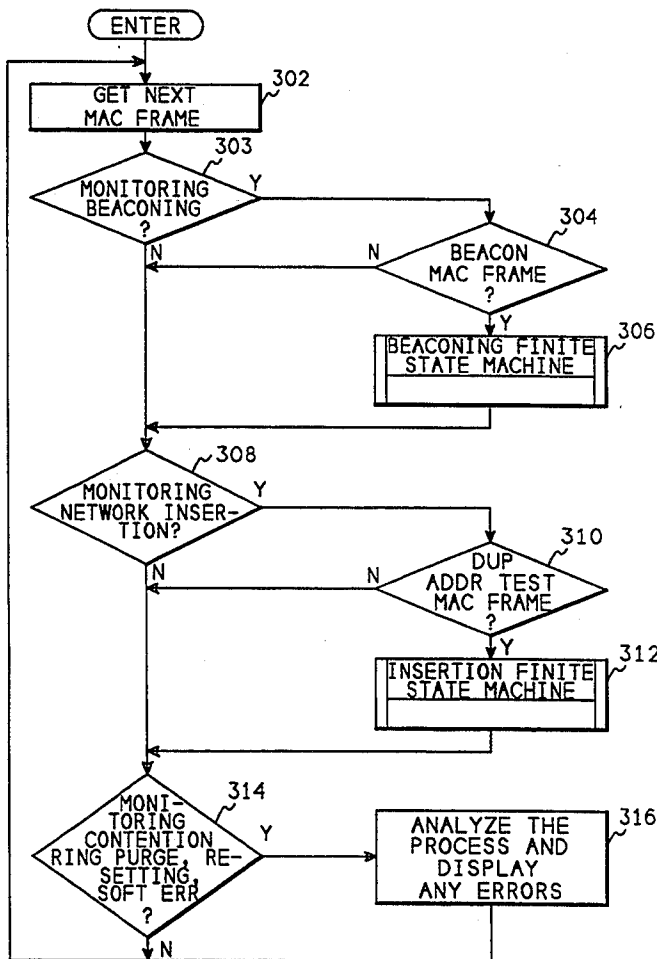 ENTER
302
GET NEXT
MAC FRAME
303
MONITORING
BEACONING
?
Y
N
304
BEACON
MAC FRAME
?
N
Y
306
BEACONING FINITE
STATE MACHINE
308
MONITORING
NETWORK INSER-
TION?
Y
N
310
DUP
ADDR TEST
MAC FRAME
?
N
Y
312
INSERTION FINITE
STATE MACHINE
314
MONI-
TORING
CONTENTION
RING PURGE, RE-
SETTING,
SOFT ERR
?
Y
N
316
ANALYZE THE
PROCESS AND
DISPLAY
ANY ERRORS